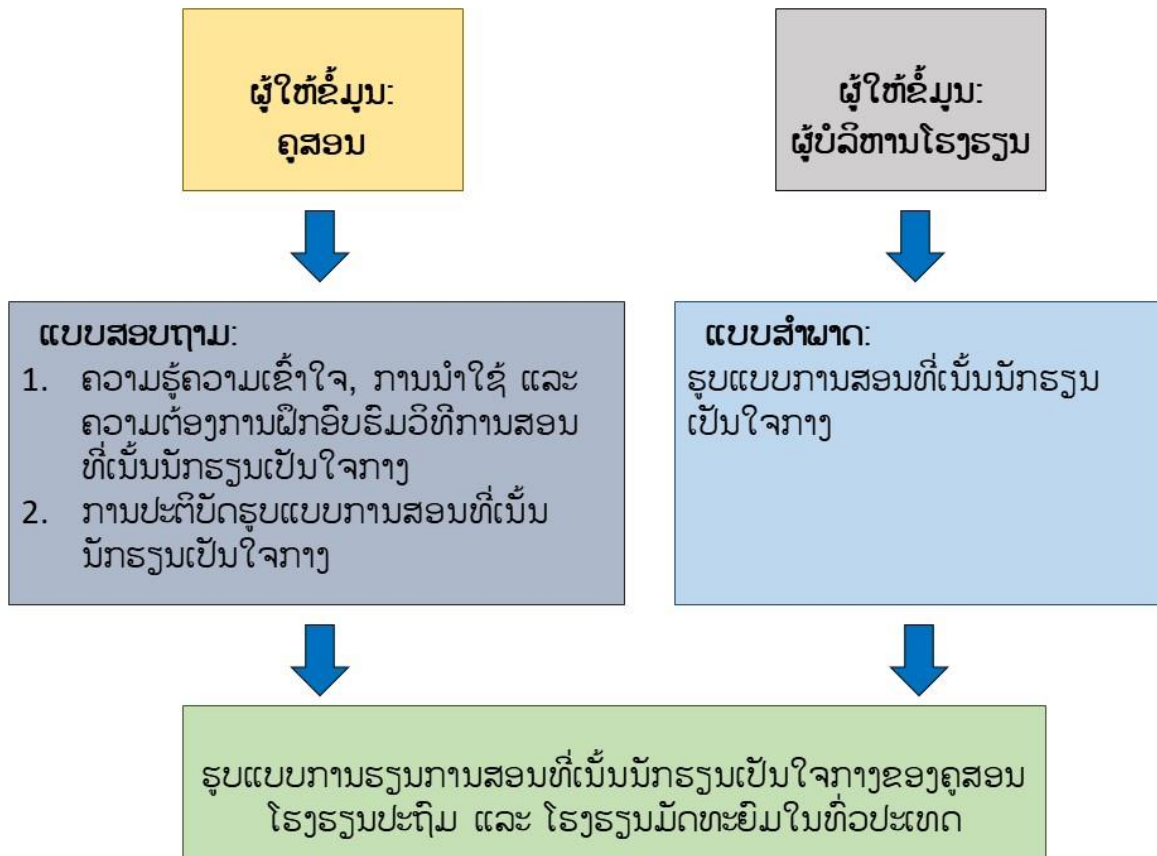 ຜູ້ໃຫ້ຂໍ້ມູນ:
ຄູສອນ
ຜູ້ໃຫ້ຂໍ້ມູນ:
ຜູ້ບໍລິຫານໂຮງຮຽນ
ແບບສອບຖາມ:
1. ຄວາມຮູ້ຄວາມເຂົ້າໃຈ, ການນຳໃຊ້ ແລະ
ຄວາມຕ້ອງການຝຶກອົບຮົມວິທີການສອນ
ທີ່ເນັ້ນນັກຮຽນເປັນໃຈກາງ
2. ການປະຕິບັດຮູບແບບການສອນທີ່ເນັ້ນ
ນັກຮຽນເປັນໃຈກາງ
ແບບສຳພາດ:
ຮູບແບບການສອນທີ່ເນັ້ນນັກຮຽນ
ເປັນໃຈກາງ
ຮູບແບບການຮຽນການສອນທີ່ເນັ້ນນັກຮຽນເປັນໃຈກາງຂອງຄູສອນ
ໂຮງຮຽນປະຖົມ ແລະ ໂຮງຮຽນມັດທະຍົມໃນທົ່ວປະເທດ